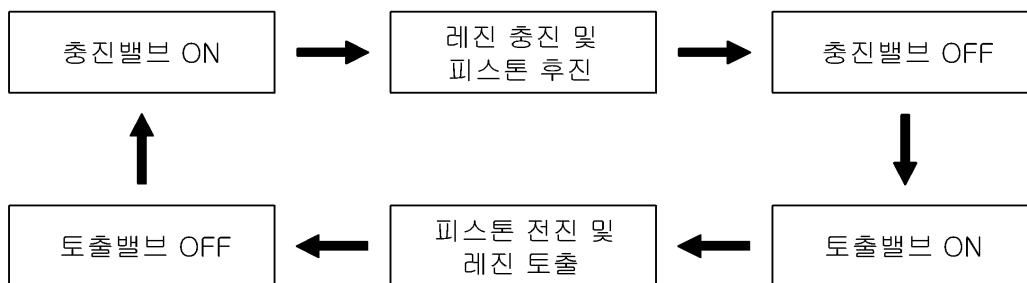 충진밸브 ON
레진 충진 및
피스톤 후진
충진밸브 OFF
토출밸브 OFF
피스톤 전진 및
레진 토출
토출밸브 ON